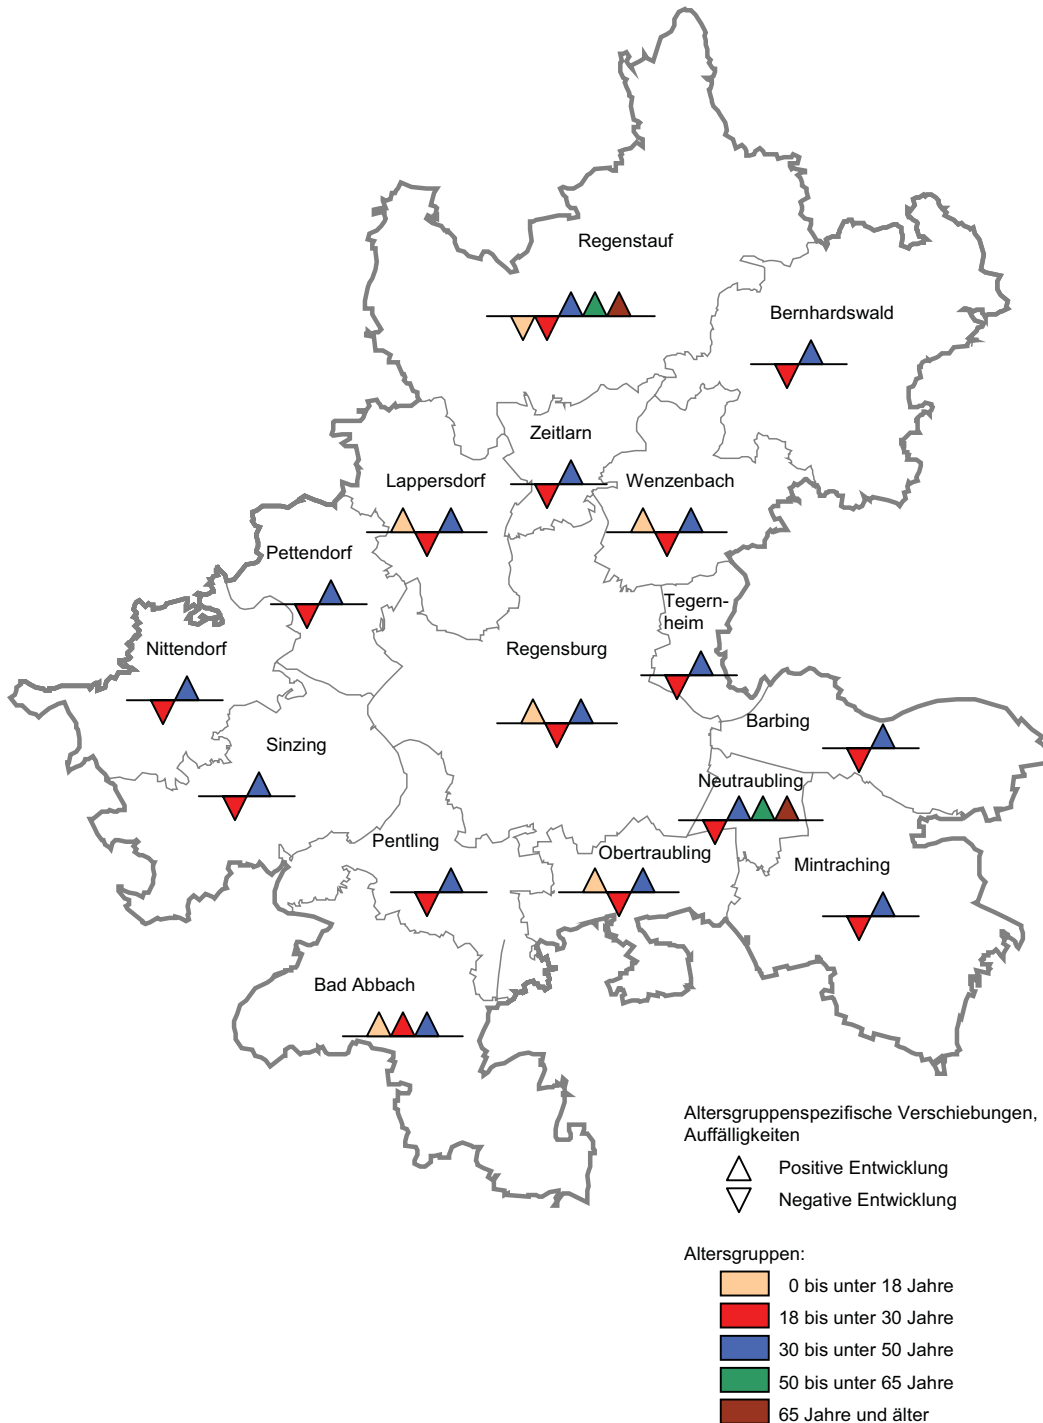 Regenstauf
Bernhardswald
Zeitlarn
Lappersdorf
Wenzenbach
Pettendorf
Tegern-
heim
Nittendorf
Regensburg
Barbing
Sinzing
Neutraubling
Pentling
Obertraubling
Mintraching
Bad Abbach
Altersgruppenspezifische Verschiebungen,
Auffälligkeiten
Positive Entwicklung
Negative Entwicklung
Altersgruppen:
0 bis unter 18 Jahre
18 bis unter 30 Jahre
30 bis unter 50 Jahre
50 bis unter 65 Jahre
65 Jahre und älter